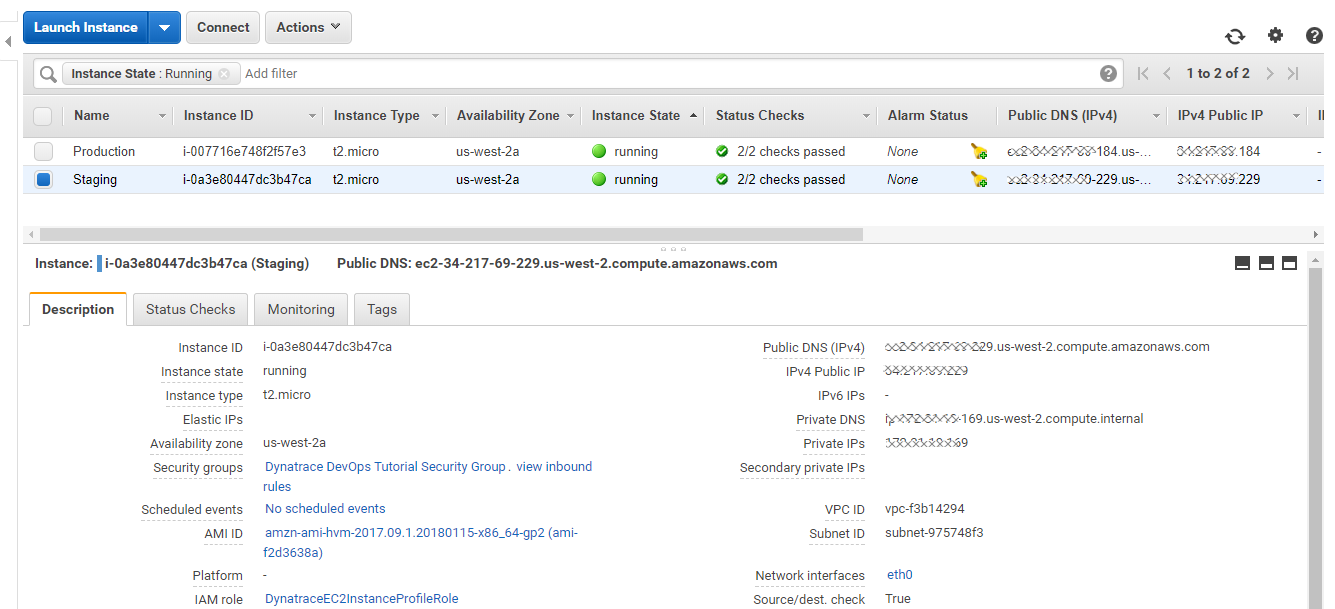 Launch Instance Connect Actions
Instance State : Running Add filter 1 to 2 of 2
Name Instance ID Instance Type Availability Zone Instance State Status Checks Alarm Status Public DNS (IPv4) IPv4 Public IP
Production i-007716e748f2f57e3 t2.micro us-west-2a running 2/2 checks passed None 184.us-... .184 -
Staging i-0a3e80447dc3b47ca t2.micro us-west-2a running 2/2 checks passed None -229.us-... .229 -
Instance: i-0a3e80447dc3b47ca (Staging) Public DNS: ec2-34-217-69-229.us-west-2.compute.amazonaws.com
Description Status Checks Monitoring Tags
Instance ID i-0a3e80447dc3b47ca Public DNS (IPv4) 229.us-west-2.compute.amazonaws.com
Instance state running IPv4 Public IP
Instance type t2.micro IPv6 IPs -
Elastic IPs Private DNS 169.us-west-2.compute.internal
Availability zone us-west-2a Private IPs
Security groups Dynatrace DevOps Tutorial Security Group . view inbound Secondary private IPs
rules
Scheduled events No scheduled events VPC ID vpc-f3b14294
AMI ID amzn-ami-hvm-2017.09.1.20180115-x86_64-gp2 (ami- Subnet ID subnet-975748f3
f2d3638a)
Platform - Network interfaces eth0
IAM role DynatraceEC2InstanceProfileRole Source/dest. check True